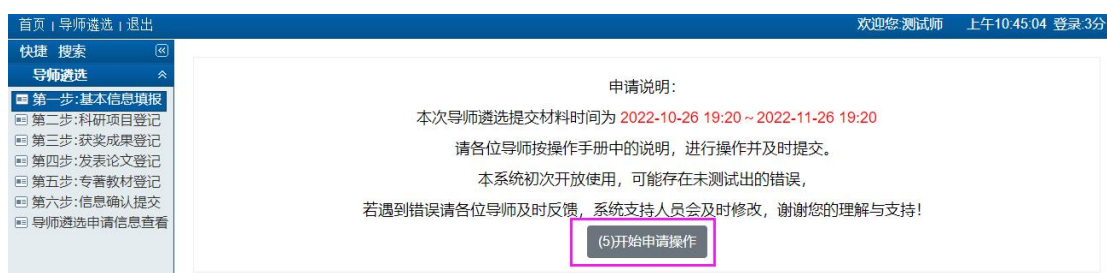 首页 | 导师遴选 | 退出
欢迎您:测试师 上午10:45:04 登录:3分
快捷 搜索
导师遴选
第一步:基本信息填报
第二步:科研项目登记
第三步:获奖成果登记
第四步:发表论文登记
第五步:专著教材登记
第六步:信息确认提交
导师遴选申请信息查看
申请说明：
本次导师遴选提交材料时间为 2022-10-26 19:20 ~ 2022-11-26 19:20
请各位导师按操作手册中的说明，进行操作并及时提交。
本系统初次开放使用，可能存在未测试出的错误，
若遇到错误请各位导师及时反馈，系统支持人员会及时修改，谢谢您的理解与支持！
(5)开始申请操作